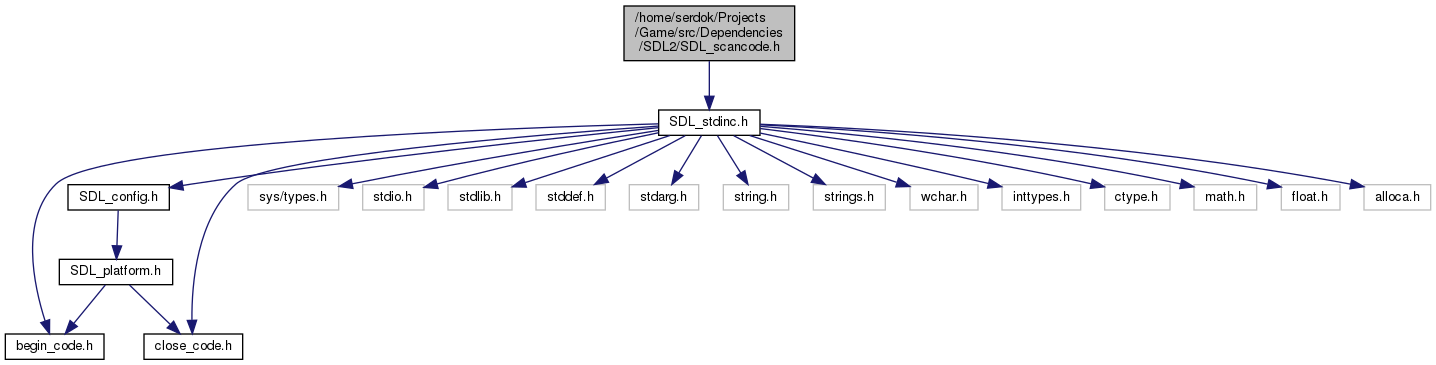 /home/serdok/Projects
/Game/src/Dependencies
/SDL2/SDL_scancode.h
SDL_stdinc.h
SDL_config.h
sys/types.h
stdio.h
stdlib.h
stddef.h
stdarg.h
string.h
strings.h
wchar.h
inttypes.h
ctype.h
math.h
float.h
alloca.h
SDL_platform.h
begin_code.h
close_code.h